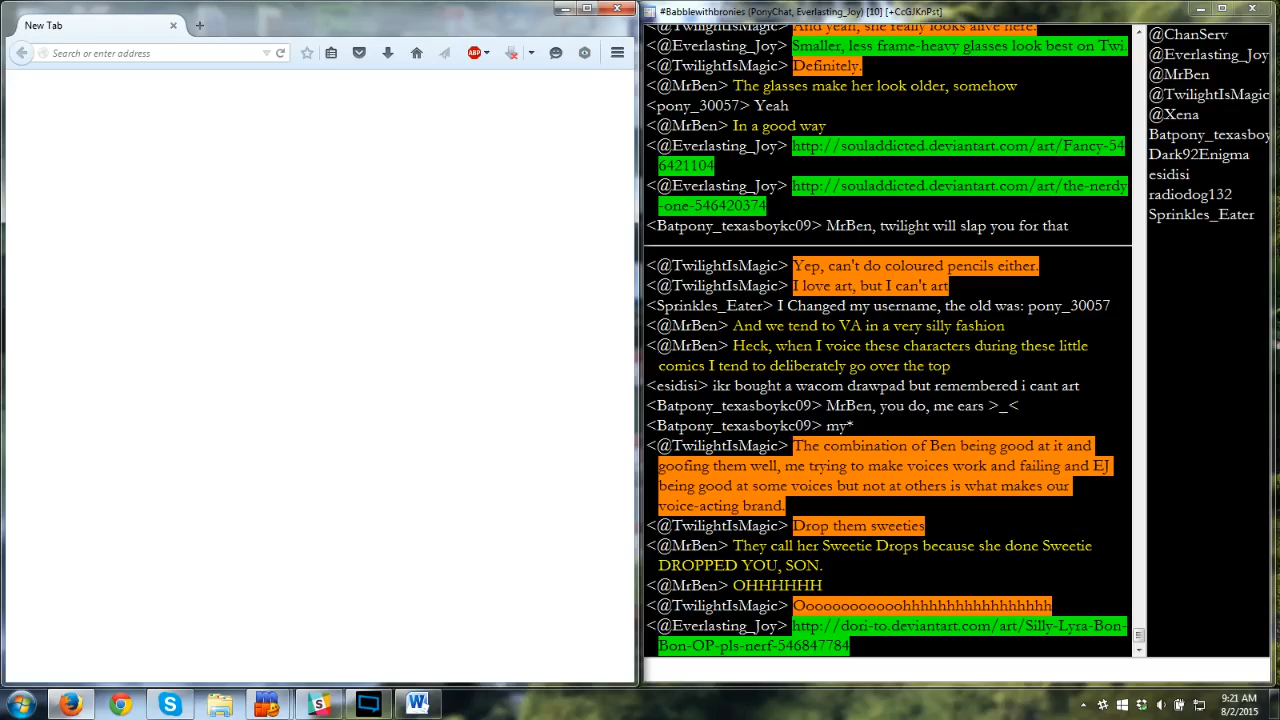 New Tab
Search or enter address
ABP
#Babblewithbronies (PonyChat, Everlasting_Joy) [10] [+CcGJKnPst]
<@TwilightIsMagic> And yeah, she really looks alive here.
<@Everlasting_Joy> Smaller, less frame-heavy glasses look best on Twi.
<@TwilightIsMagic> Definitely.
<@MrBen> The glasses make her look older, somehow
<pony_30057> Yeah
<@MrBen> In a good way
<@Everlasting_Joy> http://souladdicted.deviantart.com/art/Fancy-54
6421104
<@Everlasting_Joy> http://souladdicted.deviantart.com/art/the-nerdy
-one-546420374
<Batpony_texasboykc09> MrBen, twilight will slap you for that
<@TwilightIsMagic> Yep, can't do coloured pencils either.
<@TwilightIsMagic> I love art, but I can't art
<Sprinkles_Eater> I Changed my username, the old was: pony_30057
<@MrBen> And we tend to VA in a very silly fashion
<@MrBen> Heck, when I voice these characters during these little
comics I tend to deliberately go over the top
<esidisi> ikr bought a wacom drawpad but remembered i cant art
<Batpony_texasboykc09> MrBen, you do, me ears >_<
<Batpony_texasboykc09> my*
<@TwilightIsMagic> The combination of Ben being good at it and
goofing them well, me trying to make voices work and failing and EJ
being good at some voices but not at others is what makes our
voice-acting brand.
<@TwilightIsMagic> Drop them sweeties
<@MrBen> They call her Sweetie Drops because she done Sweetie
DROPPED YOU, SON.
<@MrBen> OHHHHHH
<@TwilightIsMagic> Oooooooooooohhhhhhhhhhhhhhhhh
<@Everlasting_Joy> http://dori-to.deviantart.com/art/Silly-Lyra-Bon-
Bon-OP-pls-nerf-546847784
@ChanServ
@Everlasting_Joy
@MrBen
@TwilightIsMagic
@Xena
Batpony_texasboy
Dark92Enigma
esidisi
radiodog132
Sprinkles_Eater
9:21 AM
8/2/2015